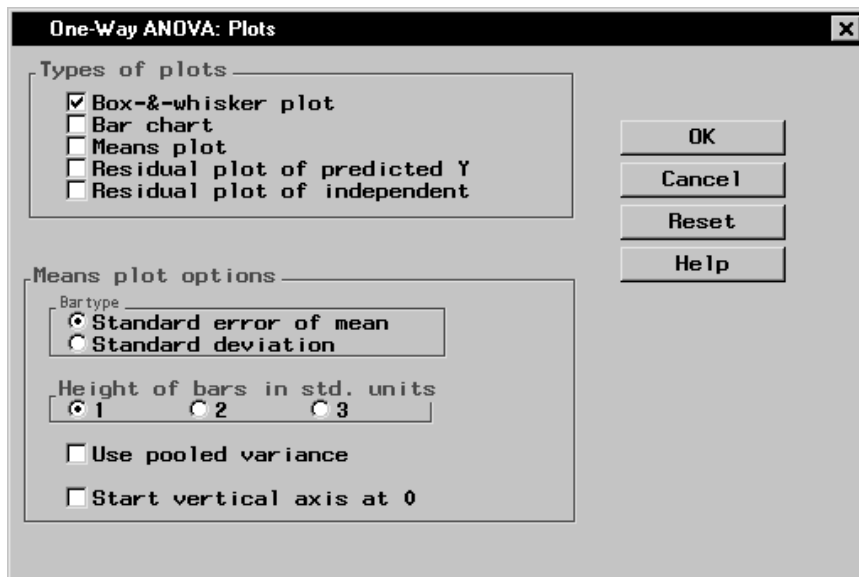 One-Way ANOVA: Plots
Types of plots
Box-&-whisker plot
Bar chart
Means plot
Residual plot of predicted Y
Residual plot of independent
OK
Cancel
Reset
Help
Means plot options
Bar type
Standard error of mean
Standard deviation
Height of bars in std. units
1 2 3
Use pooled variance
Start vertical axis at 0